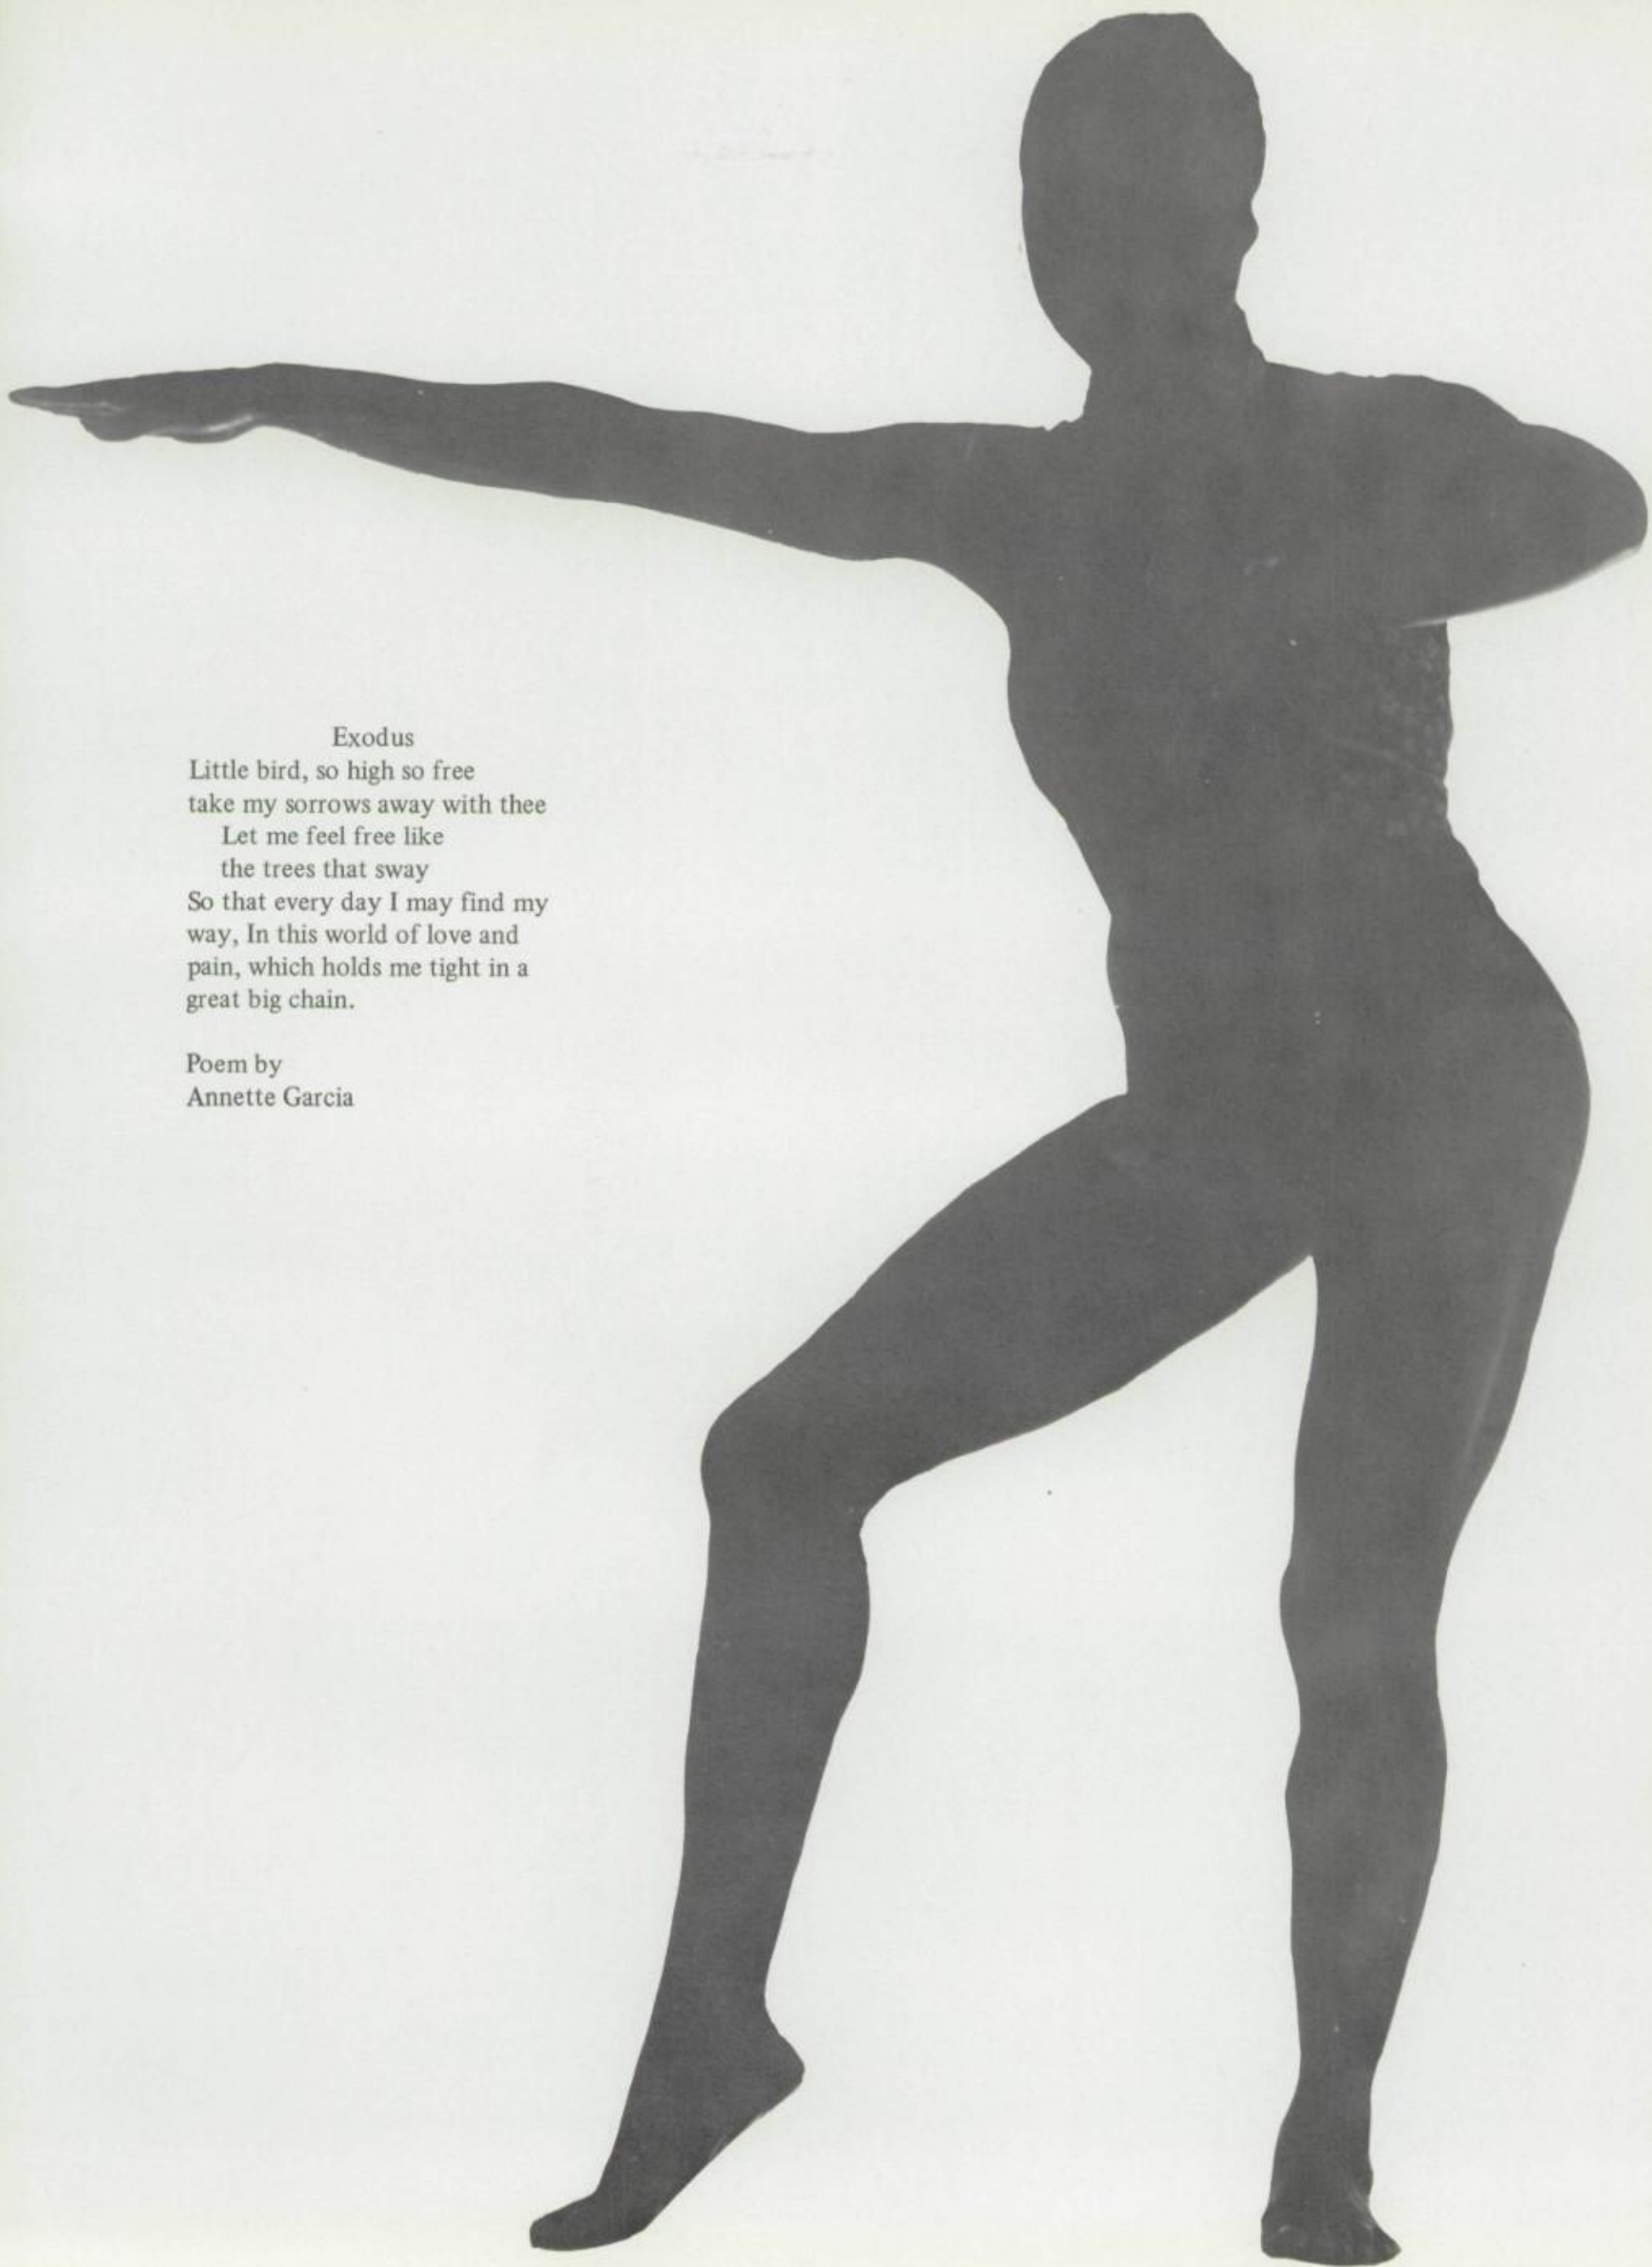 Exodus
Little bird, so high so free
take my sorrows away with thee
Let me feel free like
the trees that sway
So that every day I may find my
way, In this world of love and
pain, which holds me tight in a
great big chain.
Poem by
Annette Garcia